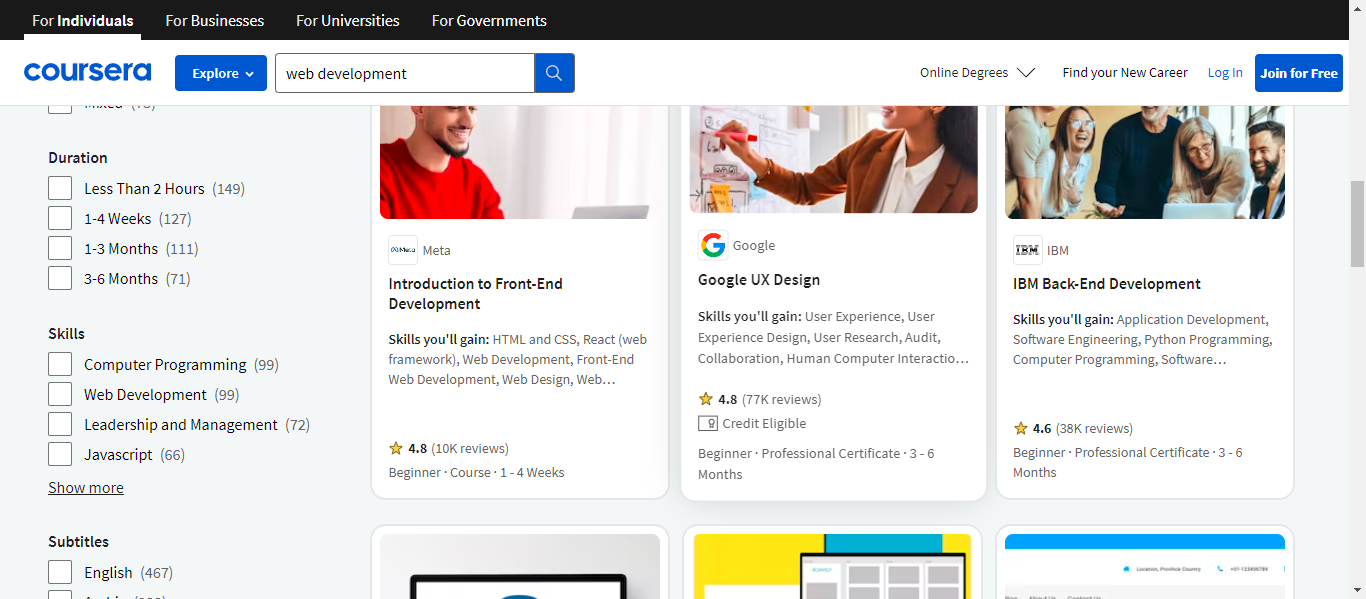 For Individuals
For Businesses
For Universities
For Governments
coursera
Explore
web development
Online Degrees
Find your New Career
Log In
Join for Free
Duration
Less Than 2 Hours (149)
1-4 Weeks (127)
1-3 Months (111)
3-6 Months (71)
Skills
Computer Programming (99)
Web Development (99)
Leadership and Management (72)
Javascript (66)
Show more
Subtitles
English (467)
Meta
Meta
Introduction to Front-End
Development
Skills you'll gain: HTML and CSS, React (web
framework), Web Development, Front-End
Web Development, Web Design, Web…
4.8 (10K reviews)
Beginner · Course · 1 - 4 Weeks
G
Google
Google UX Design
Skills you'll gain: User Experience, User
Experience Design, User Research, Audit,
Collaboration, Human Computer Interactio…
4.8 (77K reviews)
Credit Eligible
Beginner · Professional Certificate · 3 - 6
Months
IBM
IBM
IBM Back-End Development
Skills you'll gain: Application Development,
Software Engineering, Python Programming,
Computer Programming, Software…
4.6 (38K reviews)
Beginner · Professional Certificate · 3 - 6
Months
Location, Province Country